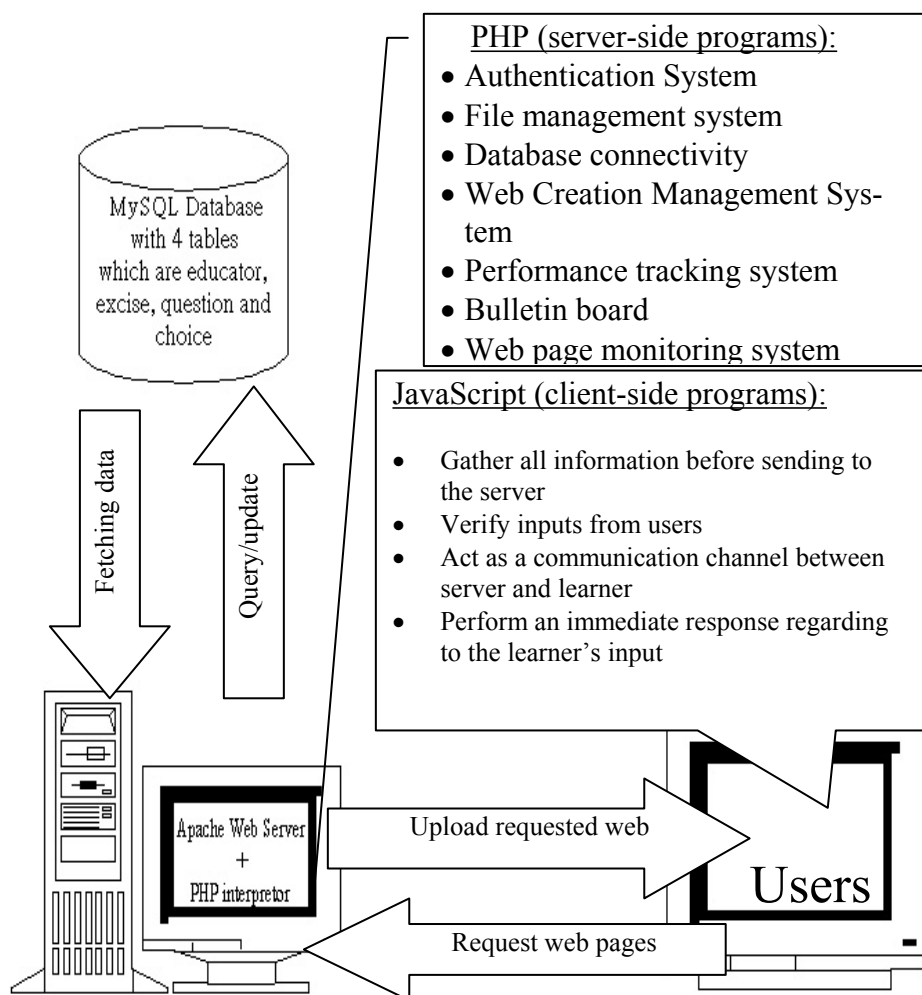 PHP (server-side programs):
• Authentication System
• File management system
• Database connectivity
• Web Creation Management Sys-
tem
• Performance tracking system
• Bulletin board
• Web page monitoring system
MySQL Database
with 4 tables
which are educator,
excise, question and
choice
JavaScript (client-side programs):
• Gather all information before sending to
the server
• Verify inputs from users
• Act as a communication channel between
server and learner
• Perform an immediate response regarding
to the learner's input
Fetching data
Query/update
Apache Web Server
+
PHP interpretor
Upload requested web
Users
Request web pages